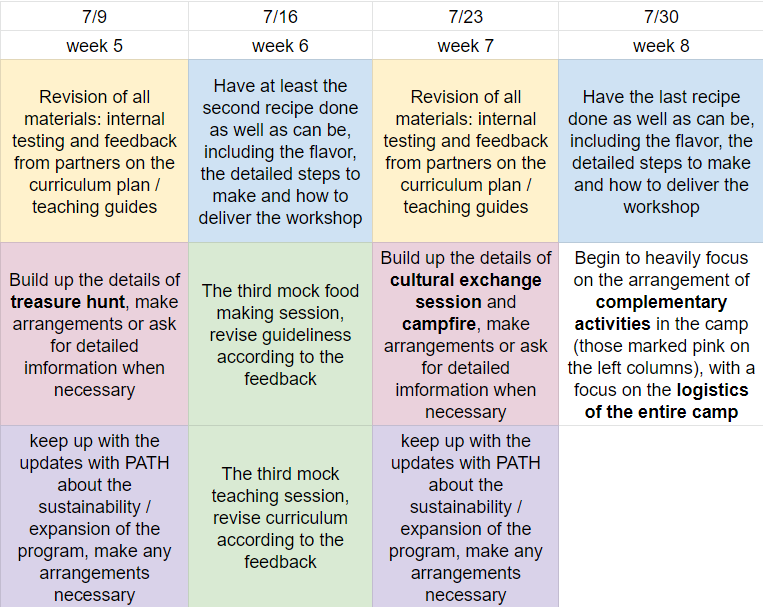 7/9
7/16
7/23
7/30
week 5
week 6
week 7
week 8
Revision of all
materials: internal
testing and feedback
from partners on the
curriculum plan /
teaching guides
Have at least the
second recipe done
as well as can be,
including the flavor,
the detailed steps to
make and how to
deliver the workshop
Revision of all
materials: internal
testing and feedback
from partners on the
curriculum plan /
teaching guides
Have the last recipe
done as well as can be,
including the flavor, the
detailed steps to make
and how to deliver the
workshop
Build up the details of
treasure hunt, make
arrangements or ask
for detailed
imformation when
necessary
The third mock food
making session,
revise guideliness
according to the
feedback
Build up the details of
cultural exchange
session and
campfire, make
arrangements or ask
for detailed
imformation when
necessary
Begin to heavily focus
on the arrangement of
complementary
activities in the camp
(those marked pink on
the left columns), with a
focus on the logistics
of the entire camp
keep up with the
updates with PATH
about the
sustainability /
expansion of the
program, make any
arrangements
necessary
The third mock
teaching session,
revise curriculum
according to the
feedback
keep up with the
updates with PATH
about the
sustainability /
expansion of the
program, make any
arrangements
necessary